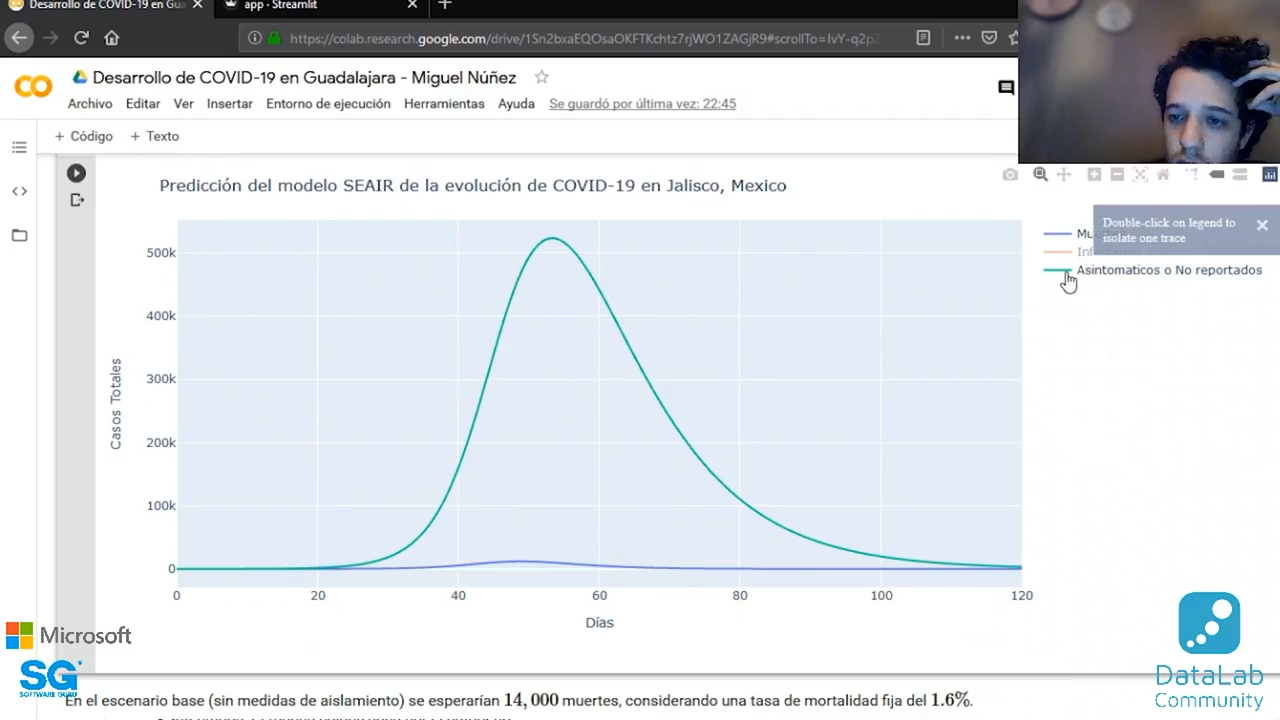 Desarrollo de COVID-19 en Gua
app · Streamlit
https://colab.research.google.com/drive/1Sn2bxaEQOsaOKFTKchtz7rjWO1ZAGjR9#scrollTo=IvY-q2pZ
Desarrollo de COVID-19 en Guadalajara - Miguel Núñez
Archivo Editar Ver Insertar Entorno de ejecución Herramientas Ayuda Se guardó por última vez: 22:45
+ Código + Texto
Predicción del modelo SEAIR de la evolución de COVID-19 en Jalisco, Mexico
Double-click on legend to
isolate one trace
Asintomaticos o No reportados
Casos Totales
500k
400k
300k
200k
100k
0
0 20 40 60 80 100 120
Días
Microsoft
SG
SOFTWARE GURU
DataLab
Community
En el escenario base (sin medidas de aislamiento) se esperarían 14,000 muertes, considerando una tasa de mortalidad fija del 1.6%.